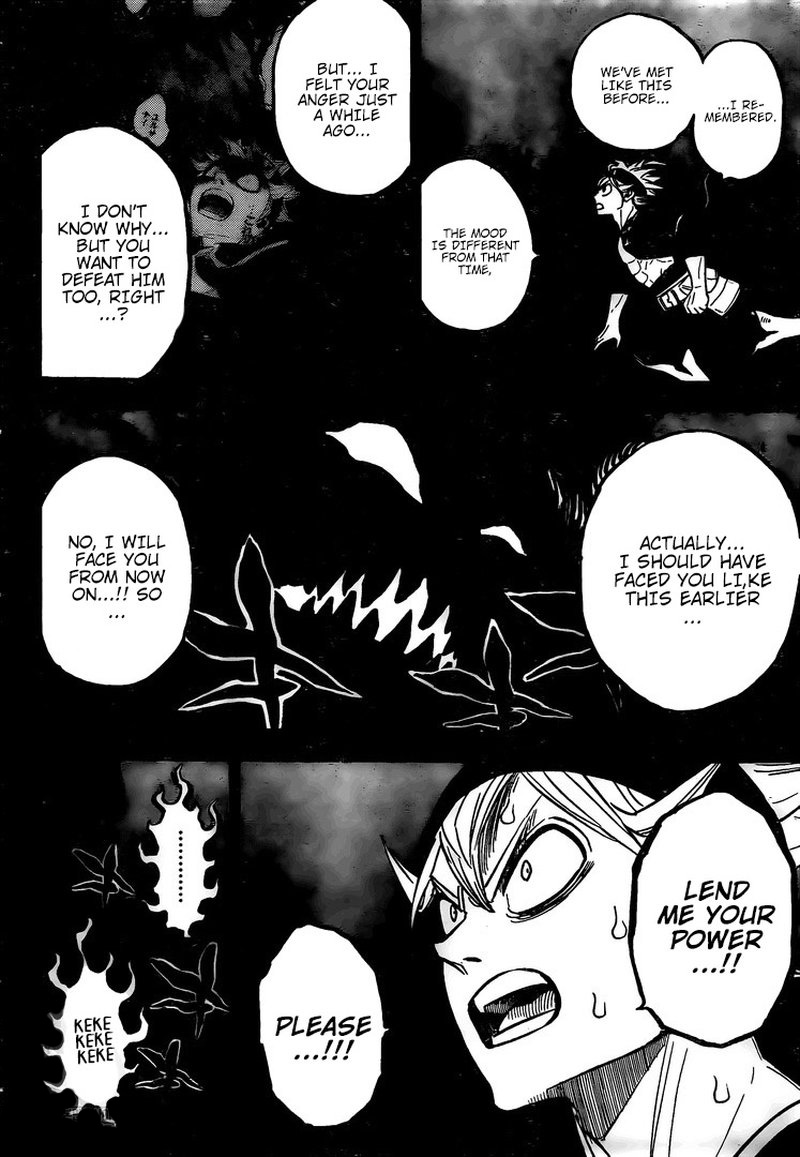 ...I RE-
MEMBERED.
WE'VE MET
LIKE THIS
BEFORE...
THE MOOD
IS DIFFERENT
FROM THAT
TIME,
BUT... I
FELT YOUR
ANGER JUST
A WHILE
AGO...
I DON'T
KNOW WHY...
BUT YOU
WANT TO
DEFEAT HIM
TOO, RIGHT
...?
ACTUALLY...
I SHOULD HAVE
FACED YOU LI,KE
THIS EARLIER
...
NO, I WILL
FACE YOU
FROM NOW
ON...!! SO
...
LEND
ME YOUR
POWER
...!!
PLEASE
...!!!
.........
KEKE
KEKE
KEKE